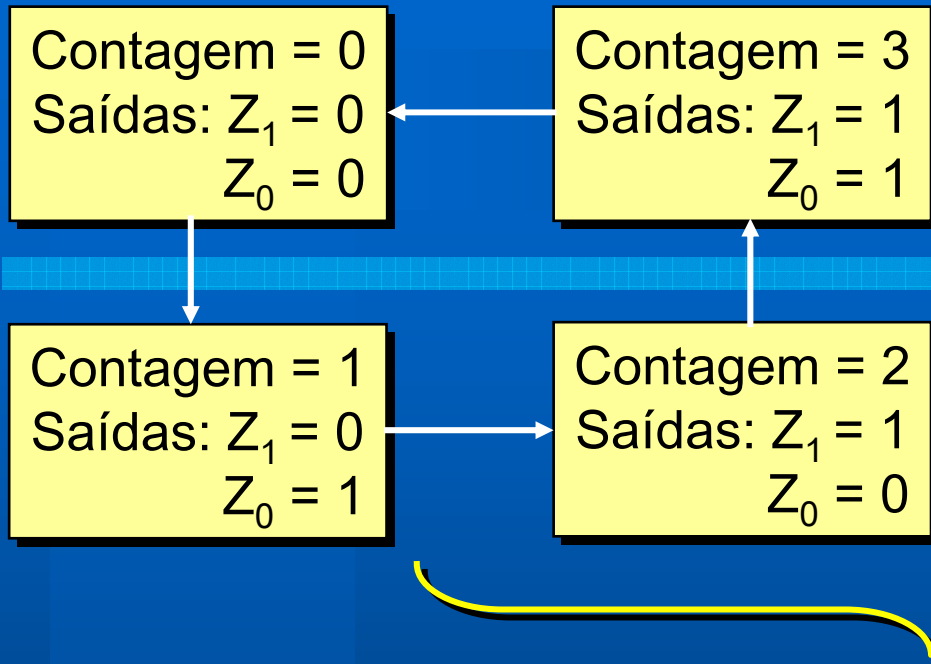 Contagem = 0
Saídas: Z₁ = 0
Z₀ = 0
Contagem = 3
Saídas: Z₁ = 1
Z₀ = 1
Contagem = 1
Saídas: Z₁ = 0
Z₀ = 1
Contagem = 2
Saídas: Z₁ = 1
Z₀ = 0